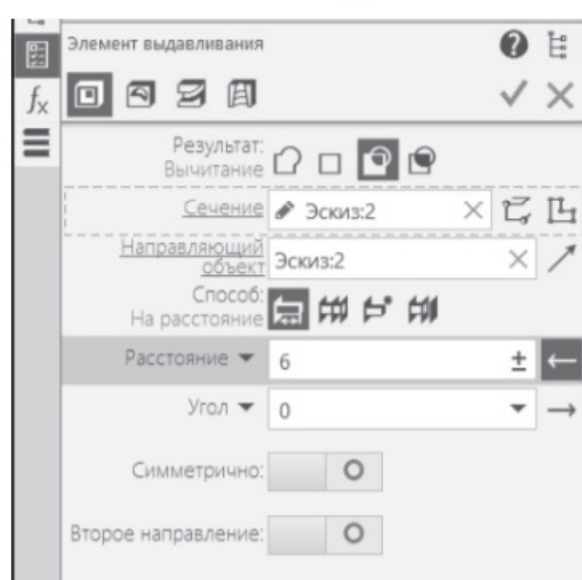 Элемент выдавливания
fx
Результат:
Вычитание
Сечение Эскиз:2
Направляющий
объект Эскиз:2
Способ:
На расстояние
Расстояние 6
Угол 0
Симметрично:
Второе направление: